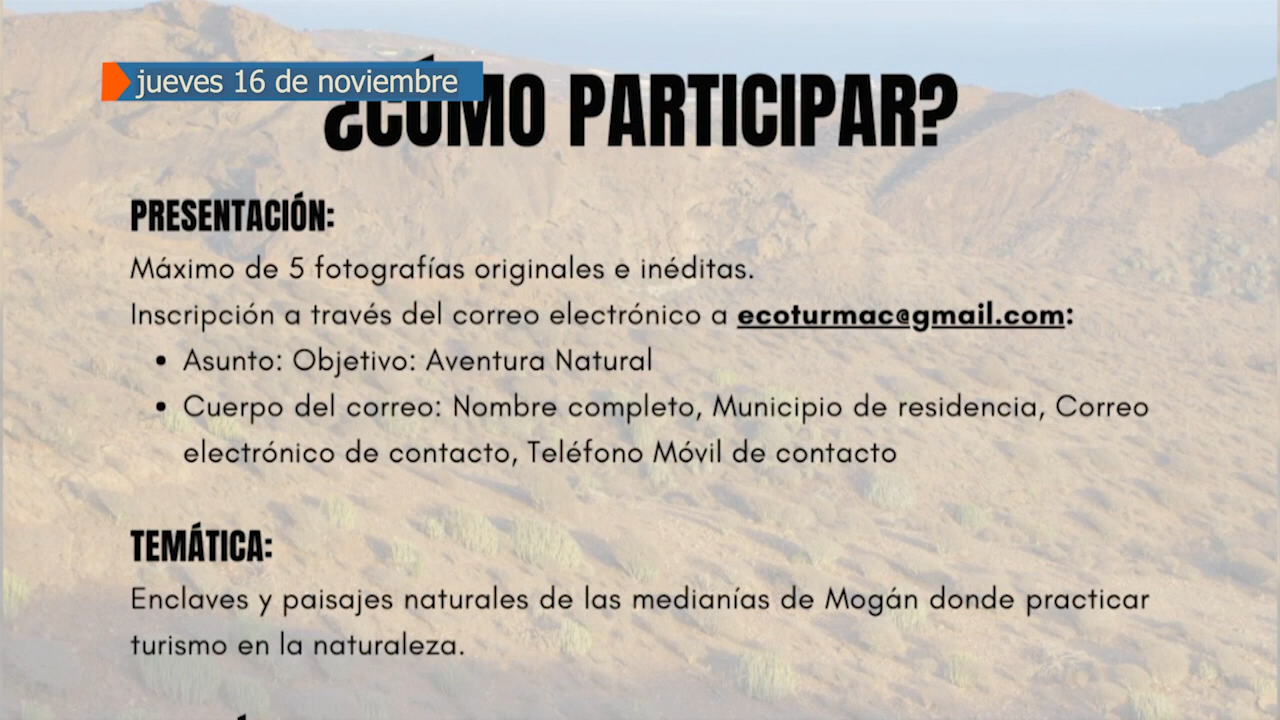 jueves 16 de noviembre
¿CÓMO PARTICIPAR?
PRESENTACIÓN:
Máximo de 5 fotografías originales e inéditas.
Inscripción a través del correo electrónico a ecoturmac@gmail.com:
• Asunto: Objetivo: Aventura Natural
• Cuerpo del correo: Nombre completo, Municipio de residencia, Correo
electrónico de contacto, Teléfono Móvil de contacto
TEMÁTICA:
Enclaves y paisajes naturales de las medianías de Mogán donde practicar
turismo en la naturaleza.